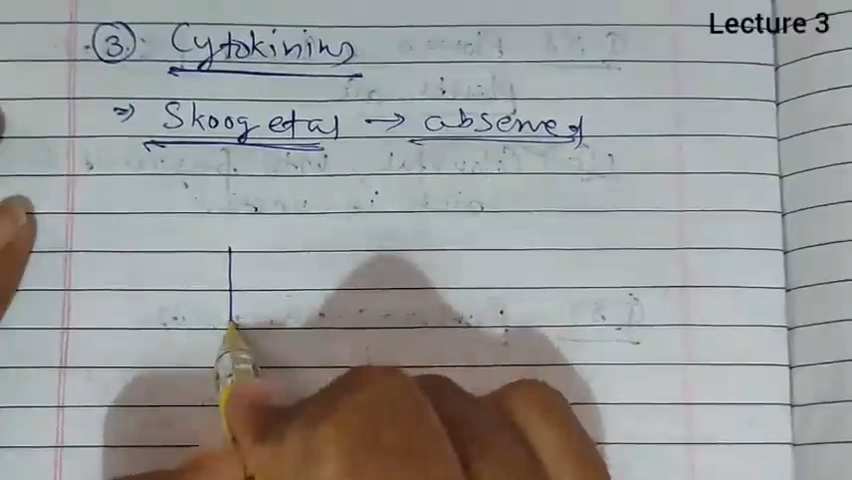 Lecture 3
③. Cytokinins
⇒ Skoog et al → observed